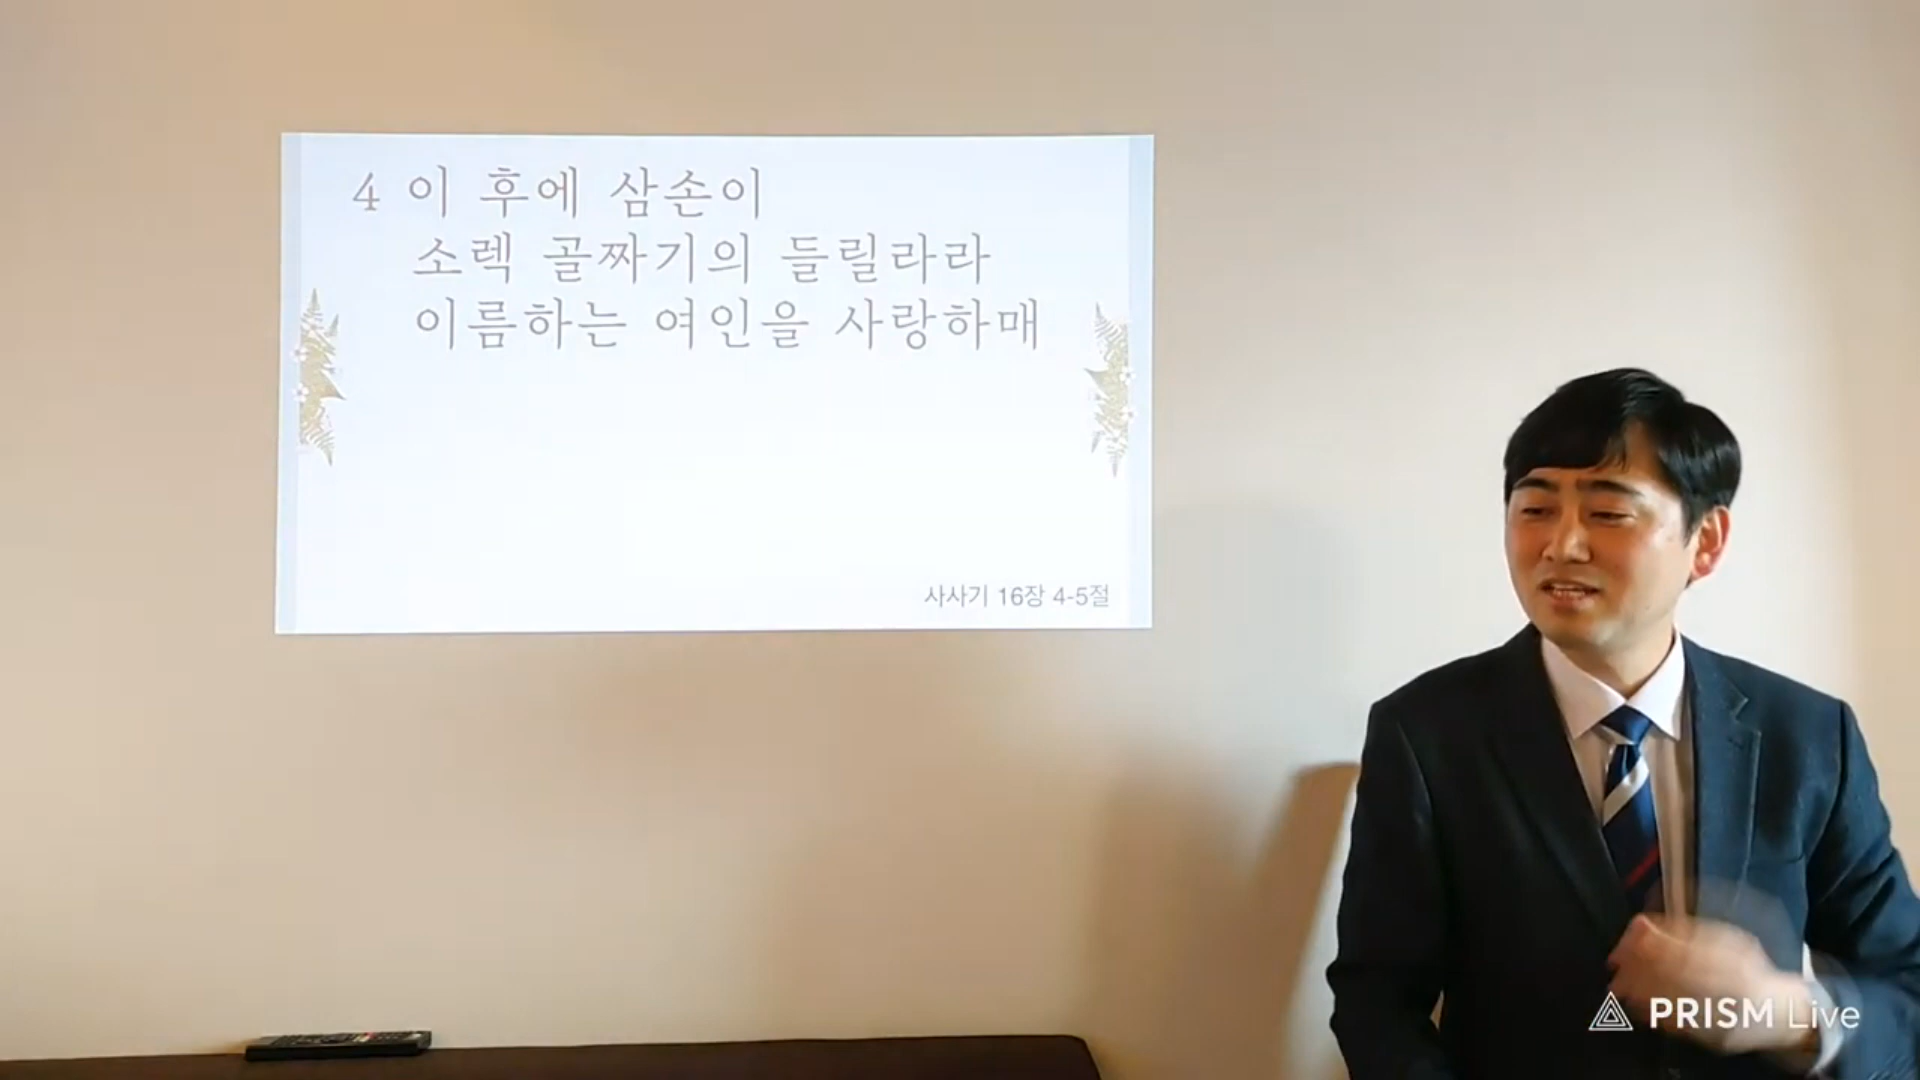 4 이 후에 삼손이
소렉 골짜기의 들릴라라
이름하는 여인을 사랑하매
사사기 16장 4-5절
PRISM Live